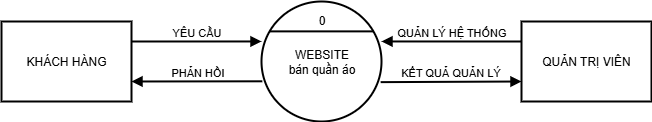 0
YÊU CẦU
QUẢN LÝ HỆ THỐNG
KHÁCH HÀNG
WEBSITE
bán quần áo
QUẢN TRỊ VIÊN
PHẢN HỒI
KẾT QUẢ QUẢN LÝ